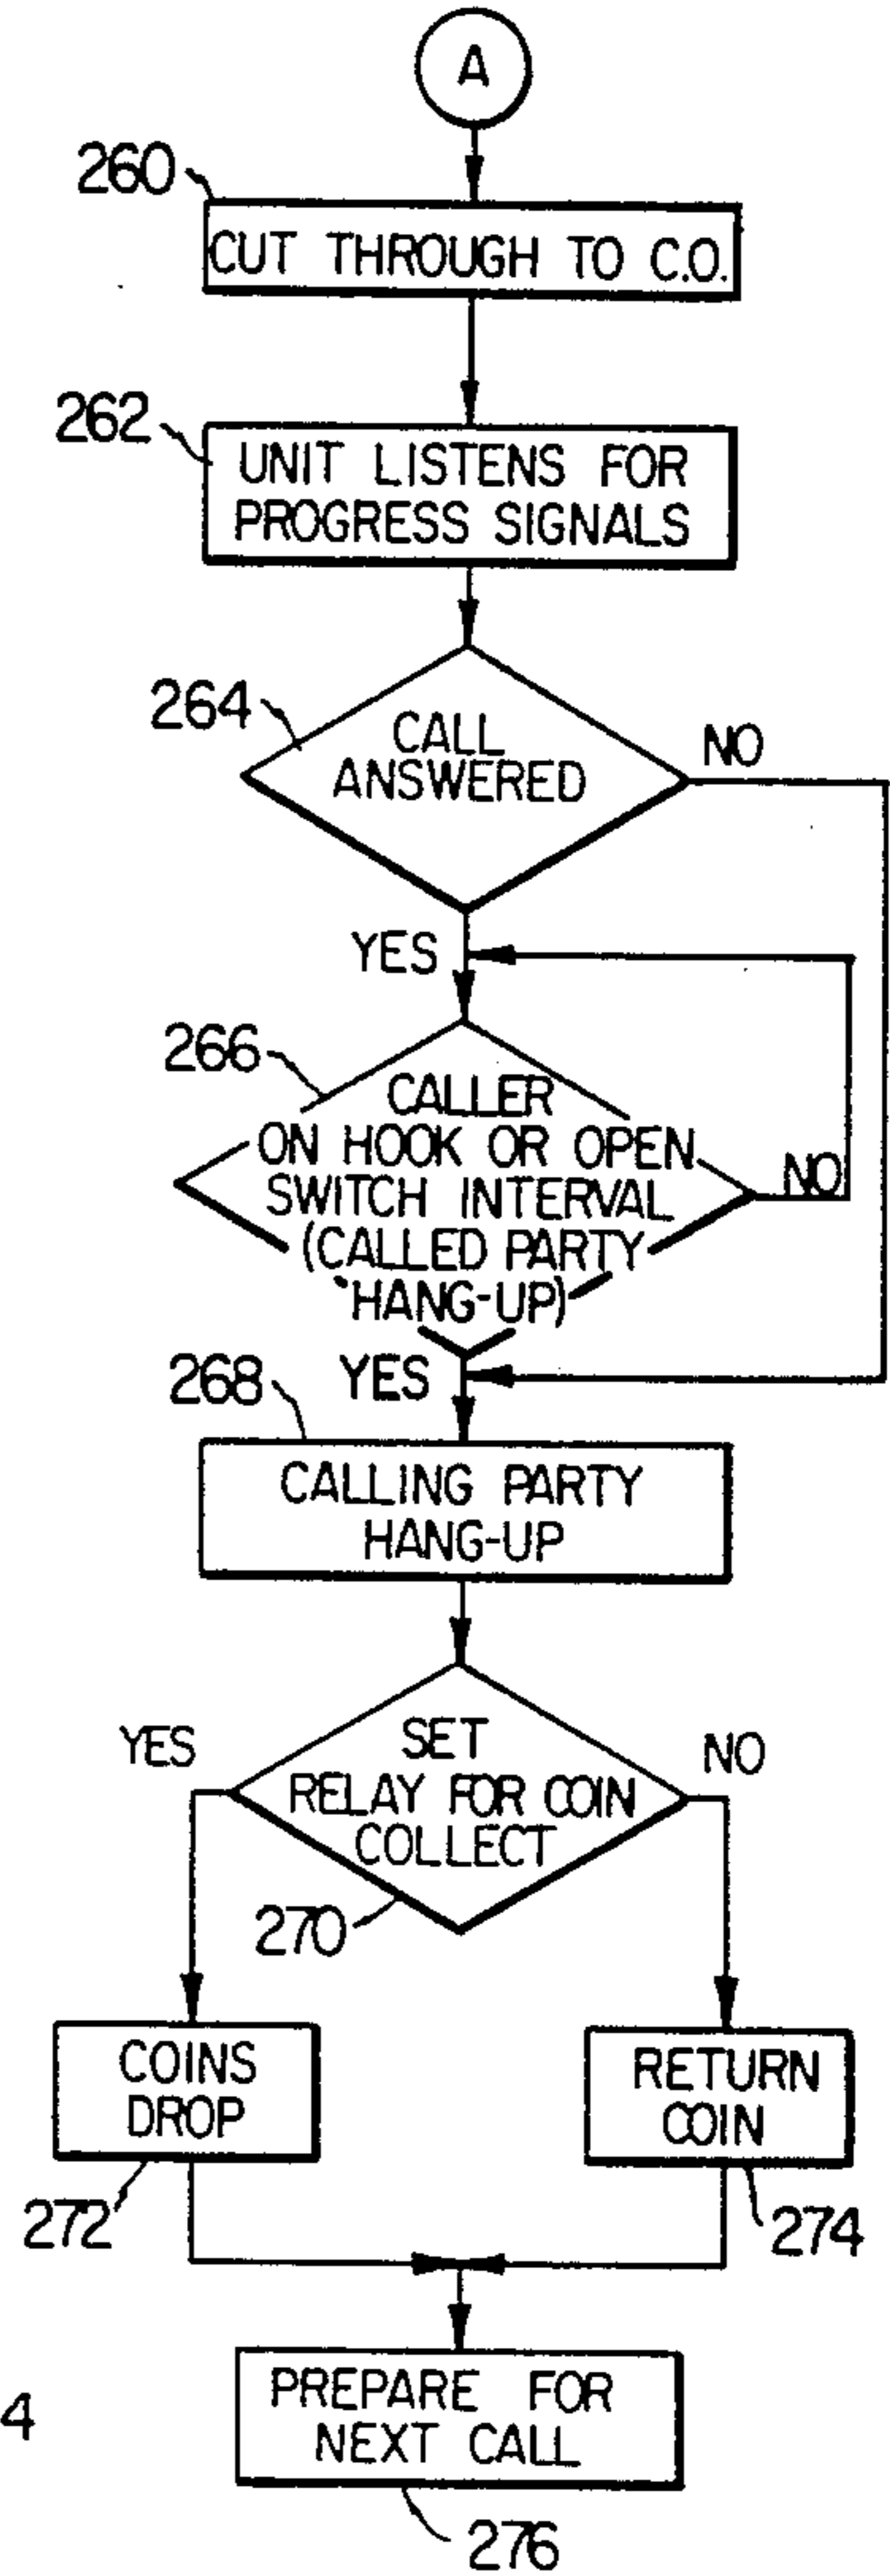 A
260
CUT THROUGH TO C.O.
262
UNIT LISTENS FOR
PROGRESS SIGNALS
264
CALL
ANSWERED
NO
YES
266
CALLER
ON HOOK OR OPEN
SWITCH INTERVAL
(CALLED PARTY
HANG-UP)
NO
YES
268
CALLING PARTY
HANG-UP
SET
RELAY FOR COIN
COLLECT
YES
NO
270
COINS
DROP
272
RETURN
COIN
274
PREPARE FOR
NEXT CALL
276
4